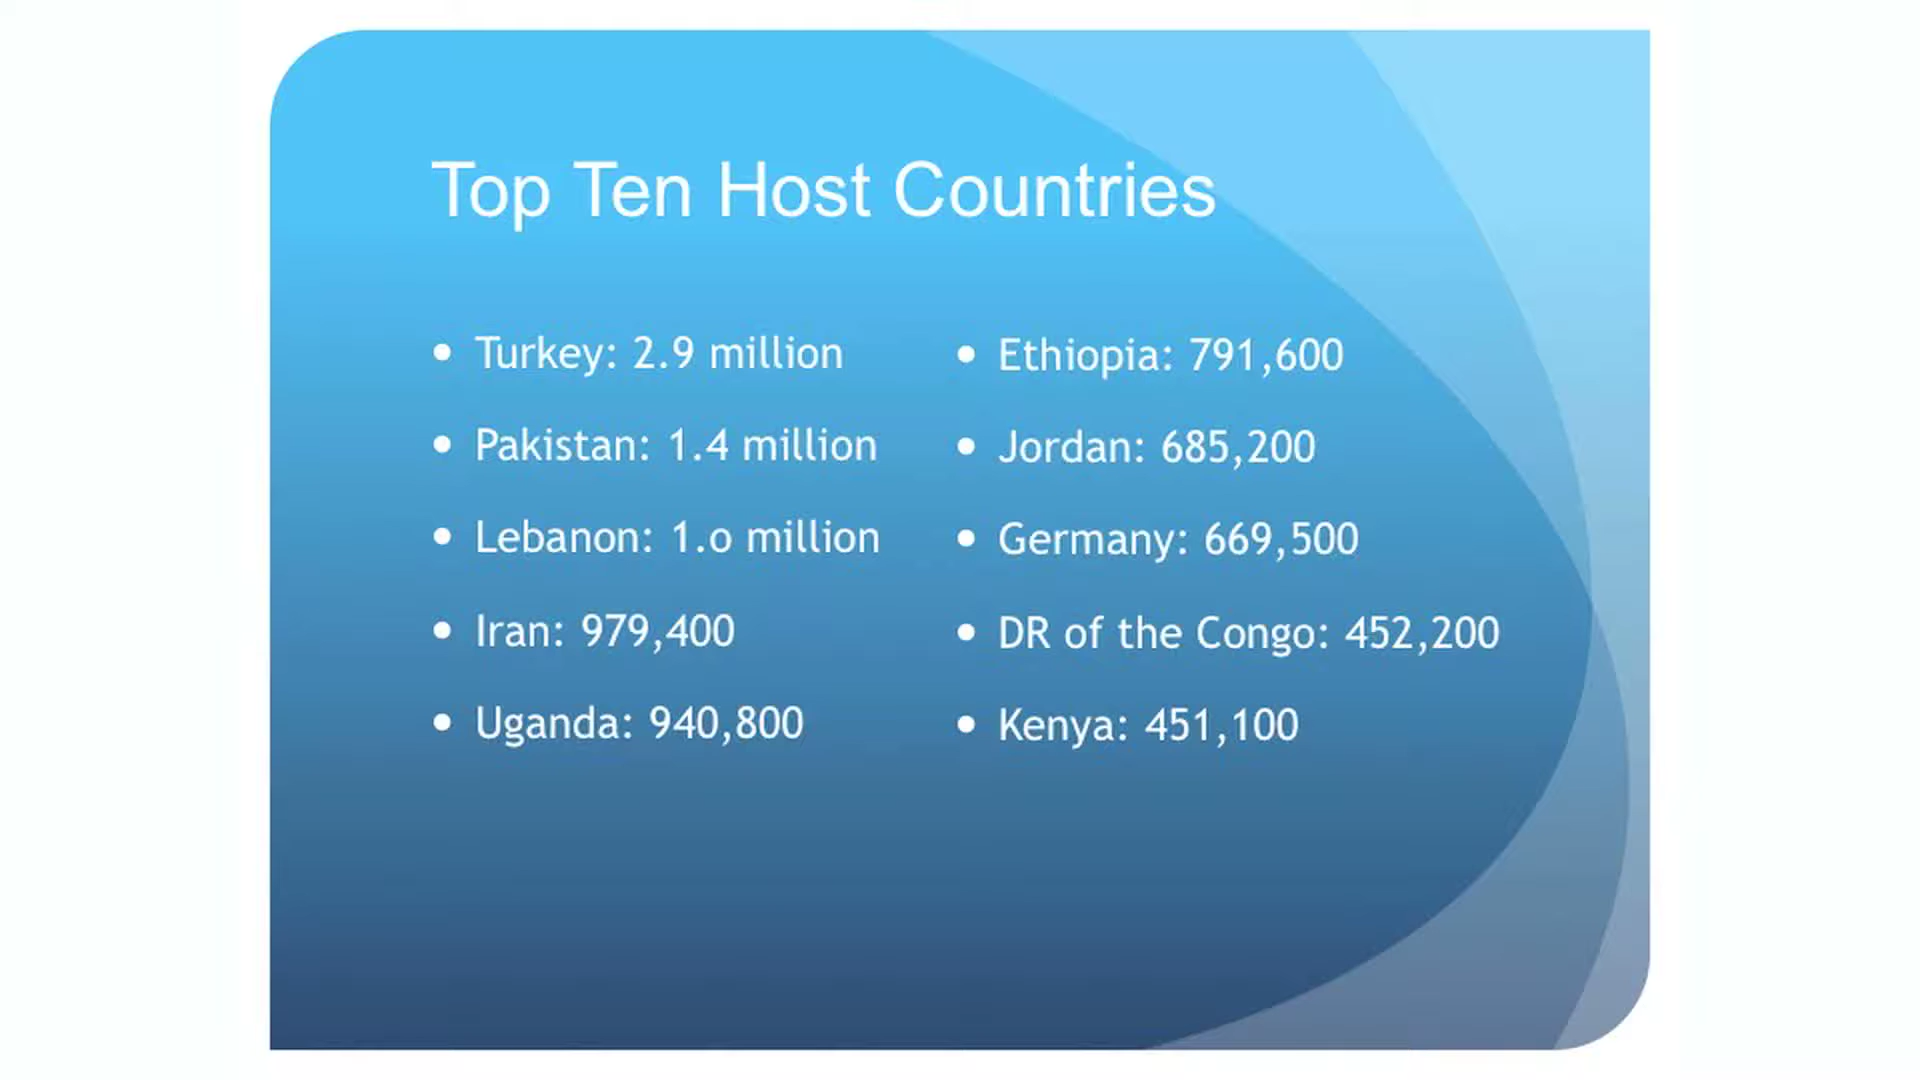 Top Ten Host Countries
• Turkey: 2.9 million
• Pakistan: 1.4 million
• Lebanon: 1.o million
• Iran: 979,400
• Uganda: 940,800
• Ethiopia: 791,600
• Jordan: 685,200
• Germany: 669,500
• DR of the Congo: 452,200
• Kenya: 451,100